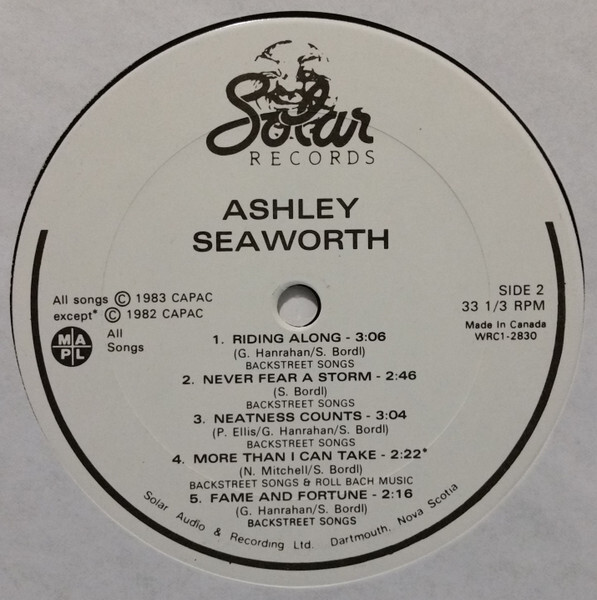 Solar
RECORDS
ASHLEY
SEAWORTH
All songs © 1983 CAPAC
except* © 1982 CAPAC
M A
P L
All
Songs
SIDE 2
33 1/3 RPM
Made In Canada
WRC1-2830
1. RIDING ALONG - 3:06
(G. Hanrahan/S. Bordl)
BACKSTREET SONGS
2. NEVER FEAR A STORM - 2:46
(S. Bordl)
BACKSTREET SONGS
3. NEATNESS COUNTS - 3:04
(P. Ellis/G. Hanrahan/S. Bordl)
BACKSTREET SONGS
4. MORE THAN I CAN TAKE - 2:22*
(N. Mitchell/S. Bordl)
BACKSTREET SONGS & ROLL BACH MUSIC
5. FAME AND FORTUNE - 2:16
(G. Hanrahan/S. Bordl)
BACKSTREET SONGS
Solar Audio & Recording Ltd. Dartmouth, Nova Scotia